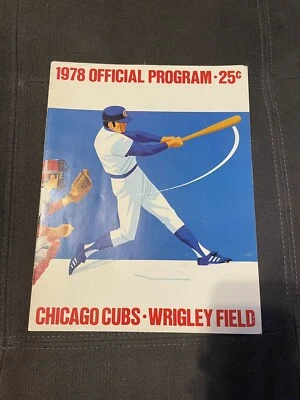 1978 OFFICIAL PROGRAM • 25¢
CHICAGO CUBS • WRIGLEY FIELD